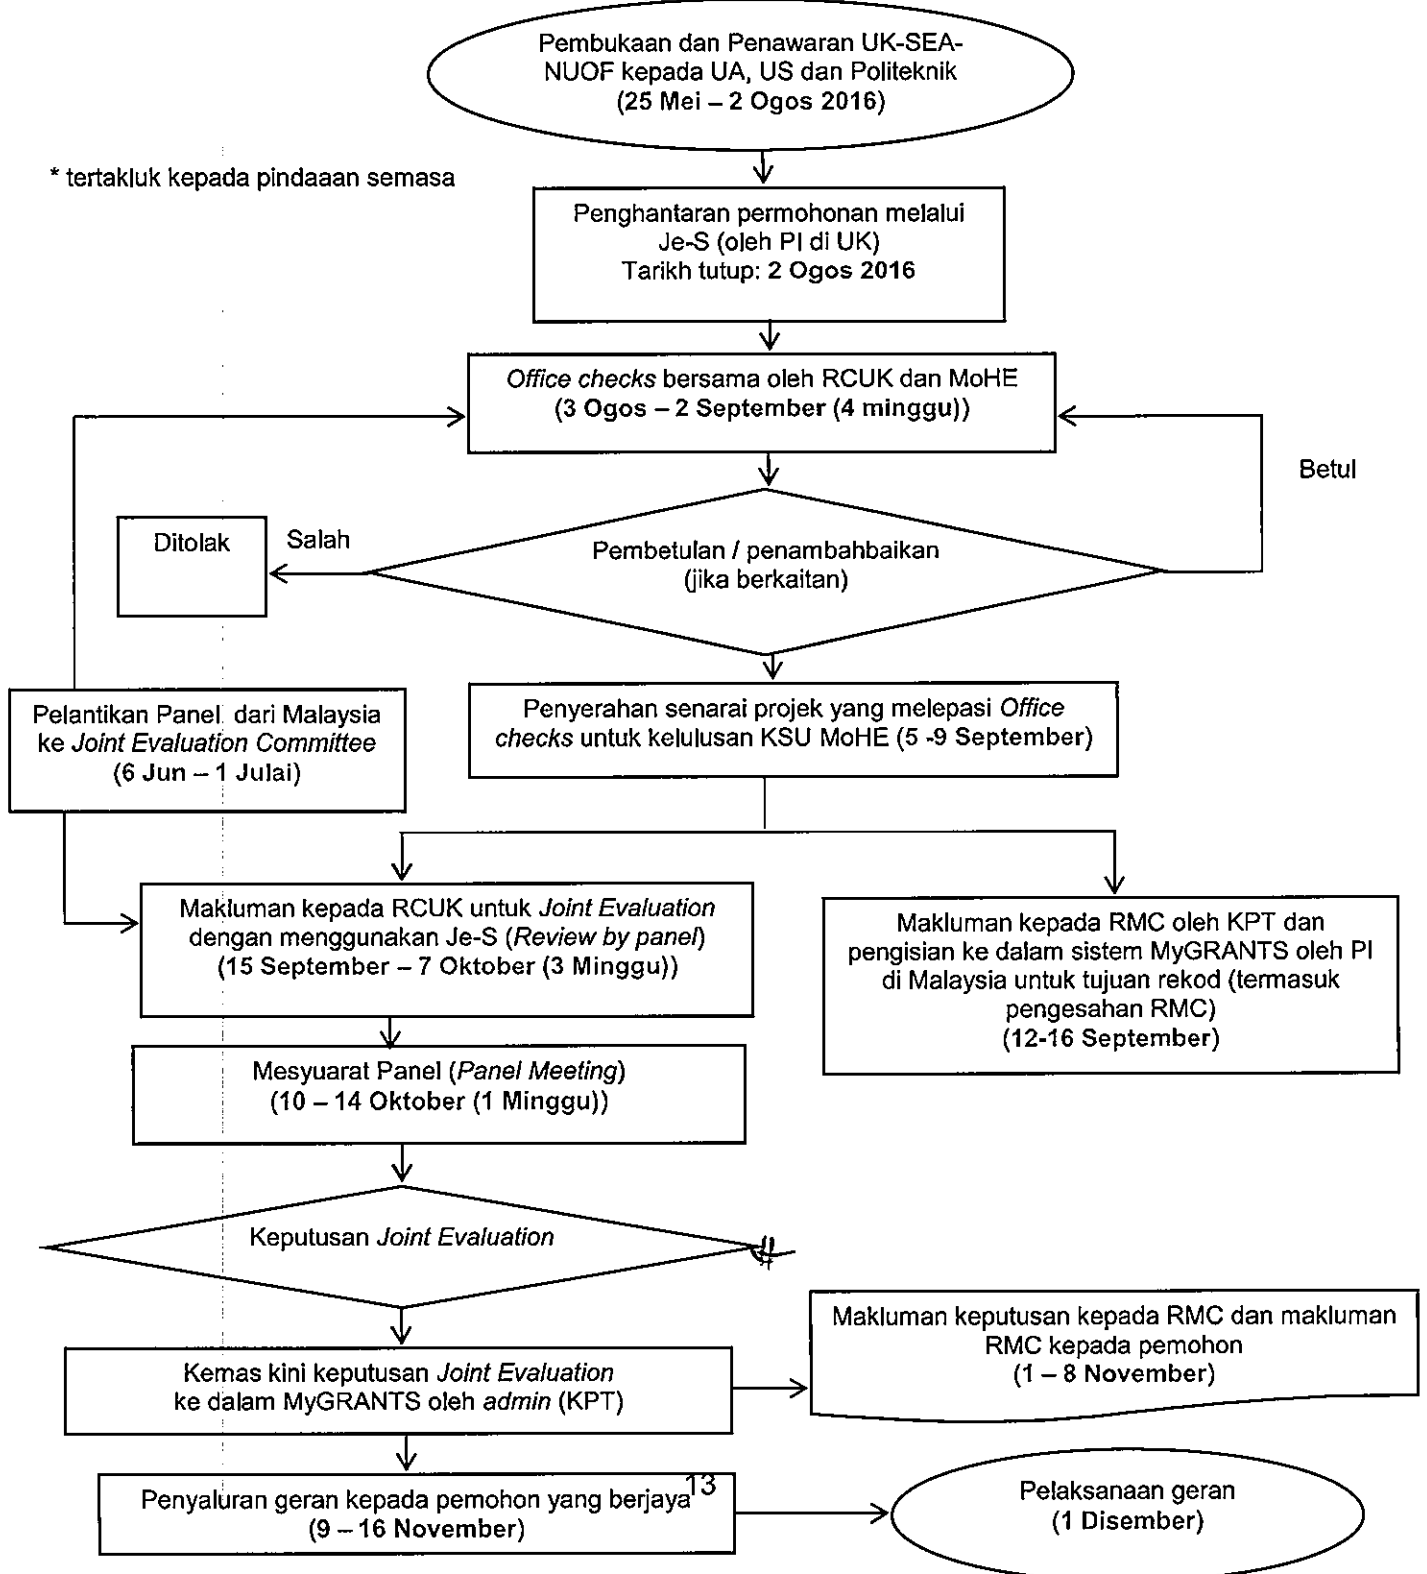 Pembukaan dan Penawaran UK-SEA-
NUOF kepada UA, US dan Politeknik
(25 Mei – 2 Ogos 2016)
* tertakluk kepada pindaaan semasa
Penghantaran permohonan melalui
Je-S (oleh PI di UK)
Tarikh tutup: 2 Ogos 2016
Office checks bersama oleh RCUK dan MoHE
(3 Ogos – 2 September (4 minggu))
Betul
Ditolak
Salah
Pembetulan / penambahbaikan
(jika berkaitan)
Pelantikan Panel dari Malaysia
ke Joint Evaluation Committee
(6 Jun – 1 Julai)
Penyerahan senarai projek yang melepasi Office
checks untuk kelulusan KSU MoHE (5 -9 September)
Makluman kepada RCUK untuk Joint Evaluation
dengan menggunakan Je-S (Review by panel)
(15 September – 7 Oktober (3 Minggu))
Makluman kepada RMC oleh KPT dan
pengisian ke dalam sistem MyGRANTS oleh PI
di Malaysia untuk tujuan rekod (termasuk
pengesahan RMC)
(12-16 September)
Mesyuarat Panel (Panel Meeting)
(10 – 14 Oktober (1 Minggu))
Keputusan Joint Evaluation
Makluman keputusan kepada RMC dan makluman
RMC kepada pemohon
(1 – 8 November)
Kemas kini keputusan Joint Evaluation
ke dalam MyGRANTS oleh admin (KPT)
Penyaluran geran kepada pemohon yang berjaya
(9 – 16 November)
13
Pelaksanaan geran
(1 Disember)